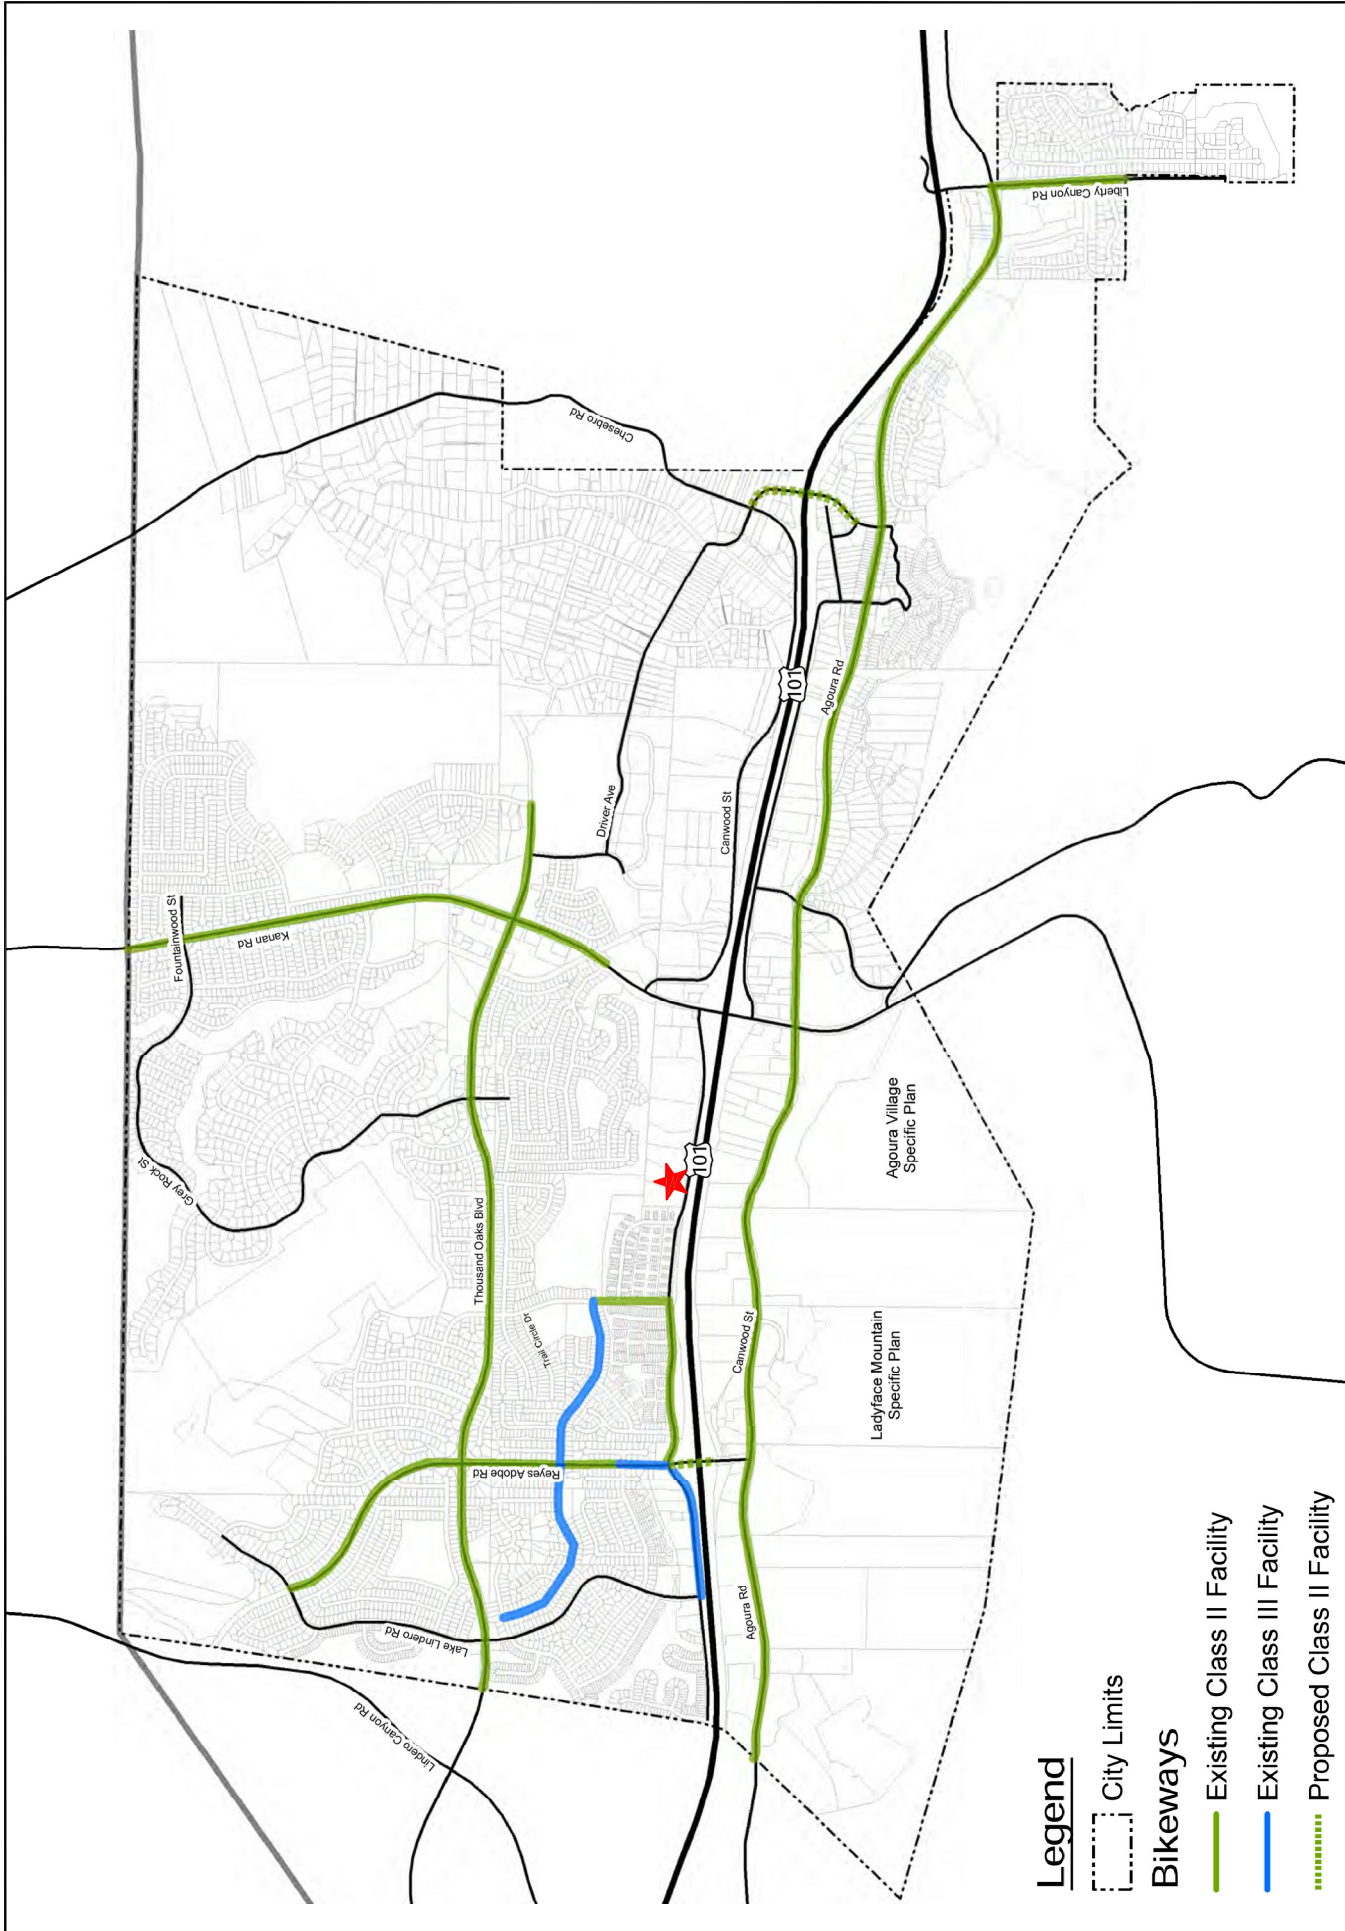 Lindero Canyon Rd
Lake Lindero Rd
Reyes Adobe Rd
Thousand Oaks Blvd
Trail Circle Dr
Grey Rock St
Fountainwood St
Kanan Rd
Driver Ave
Canwood St
Chesebro Rd
101
101
Agoura Rd
Liberty Canyon Rd
Agoura Rd
Canwood St
Ladyface Mountain
Specific Plan
Agoura Village
Specific Plan
Legend
City Limits
Bikeways
Existing Class II Facility
Existing Class III Facility
Proposed Class II Facility